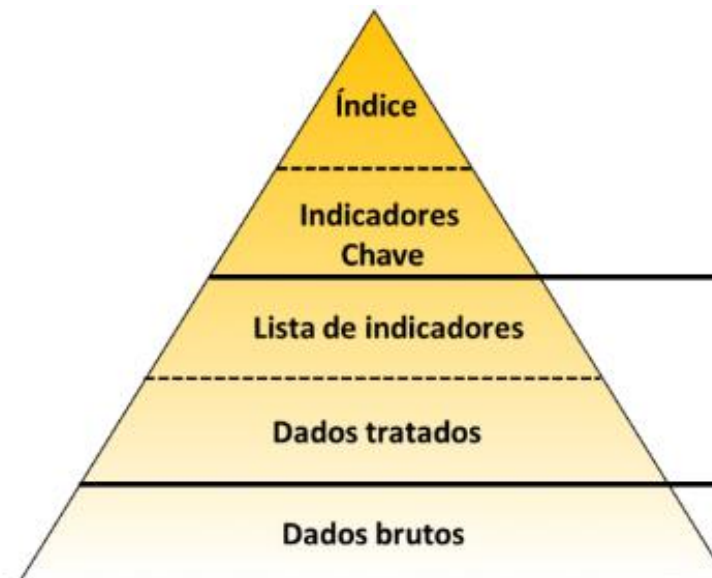 Índice
Indicadores
Chave
Lista de indicadores
Dados tratados
Dados brutos